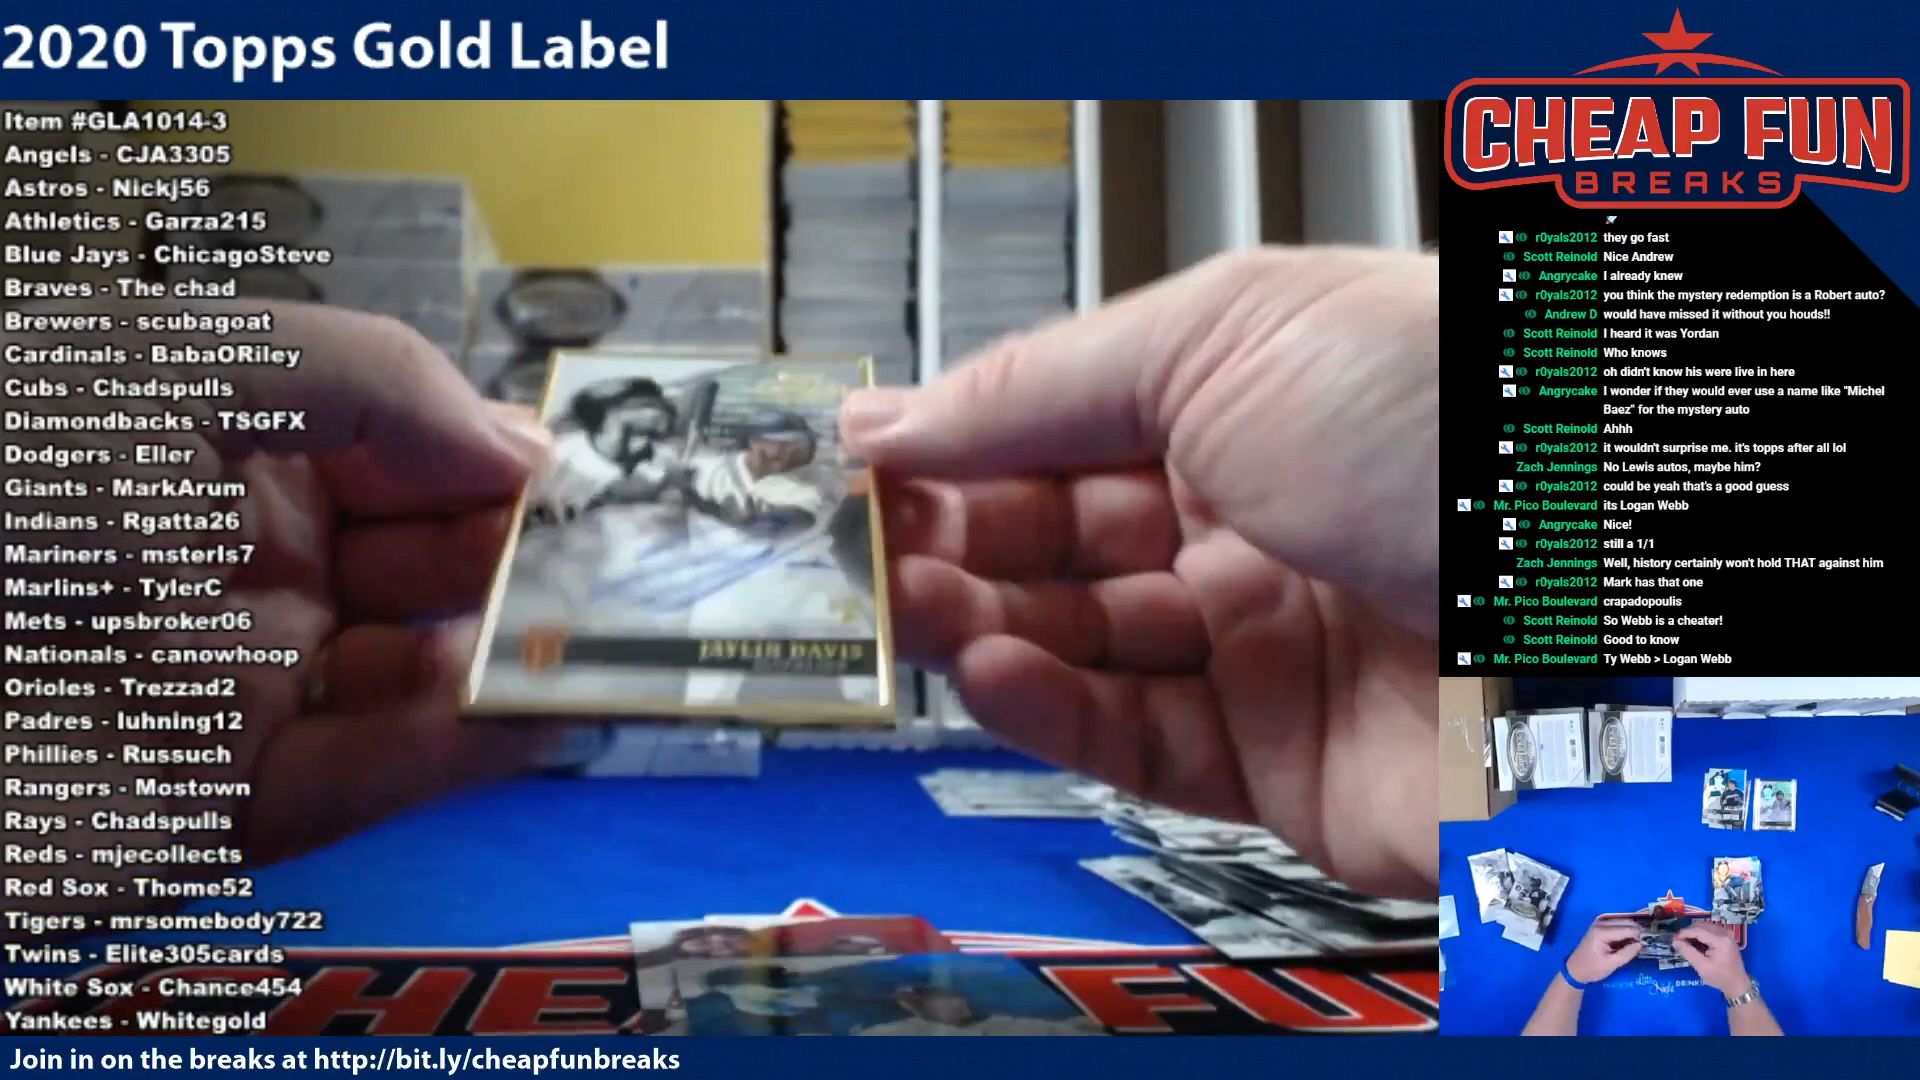 2020 Topps Gold Label
Item #GLA1014-3
Angels - CJA3305
Astros - Nickj56
Athletics - Garza215
Blue Jays - ChicagoSteve
Braves - The chad
Brewers - scubagoat
Cardinals - BabaORiley
Cubs - Chadspulls
Diamondbacks - TSGFX
Dodgers - Eller
Giants - MarkArum
Indians - Rgatta26
Mariners - msterls7
Marlins+ - TylerC
Mets - upsbroker06
Nationals - canowhoop
Orioles - Trezzad2
Padres - luhning12
Phillies - Russuch
Rangers - Mostown
Rays - Chadspulls
Reds - mjecollects
Red Sox - Thome52
Tigers - mrsomebody722
Twins - Elite305cards
White Sox - Chance454
Yankees - Whitegold
JAYLIN DAVIS
HE FU
Join in on the breaks at http://bit.ly/cheapfunbreaks
CHEAP FUN
BREAKS
r0yals2012 they go fast
Scott Reinold Nice Andrew
Angrycake I already knew
r0yals2012 you think the mystery redemption is a Robert auto?
Andrew D would have missed it without you houds!!
Scott Reinold I heard it was Yordan
Scott Reinold Who knows
r0yals2012 oh didn't know his were live in here
Angrycake I wonder if they would ever use a name like "Michel
Baez" for the mystery auto
Scott Reinold Ahhh
r0yals2012 it wouldn't surprise me. it's topps after all lol
Zach Jennings No Lewis autos, maybe him?
r0yals2012 could be yeah that's a good guess
Mr. Pico Boulevard its Logan Webb
Angrycake Nice!
r0yals2012 still a 1/1
Zach Jennings Well, history certainly won't hold THAT against him
r0yals2012 Mark has that one
Mr. Pico Boulevard crapadopoulis
Scott Reinold So Webb is a cheater!
Scott Reinold Good to know
Mr. Pico Boulevard Ty Webb > Logan Webb